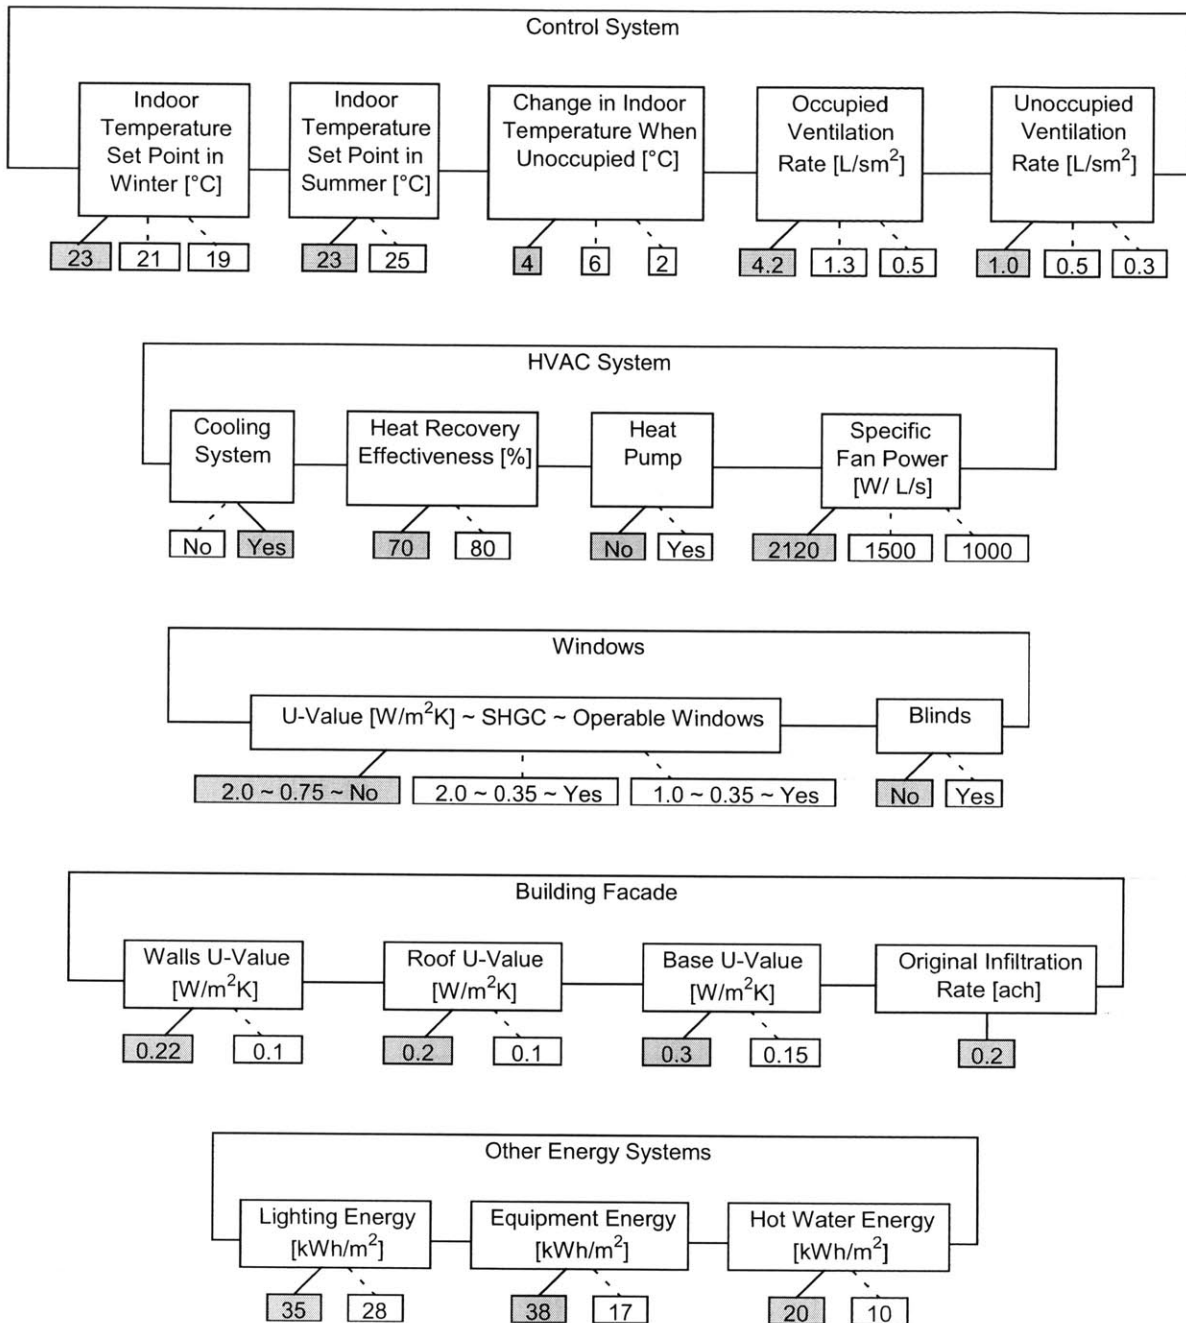 Control System
Indoor
Temperature
Set Point in
Winter [°C]
Indoor
Temperature
Set Point in
Summer [°C]
Change in Indoor
Temperature When
Unoccupied [°C]
Occupied
Ventilation
Rate [L/sm²]
Unoccupied
Ventilation
Rate [L/sm²]
23 21 19
23 25
4 6 2
4.2 1.3 0.5
1.0 0.5 0.3
HVAC System
Cooling
System
Heat Recovery
Effectiveness [%]
Heat
Pump
Specific
Fan Power
[W/ L/s]
No Yes
70 80
No Yes
2120 1500 1000
Windows
U-Value [W/m²K] ~ SHGC ~ Operable Windows
Blinds
2.0 ~ 0.75 ~ No 2.0 ~ 0.35 ~ Yes 1.0 ~ 0.35 ~ Yes
No Yes
Building Facade
Walls U-Value
[W/m²K]
Roof U-Value
[W/m²K]
Base U-Value
[W/m²K]
Original Infiltration
Rate [ach]
0.22 0.1
0.2 0.1
0.3 0.15
0.2
Other Energy Systems
Lighting Energy
[kWh/m²]
Equipment Energy
[kWh/m²]
Hot Water Energy
[kWh/m²]
35 28
38 17
20 10